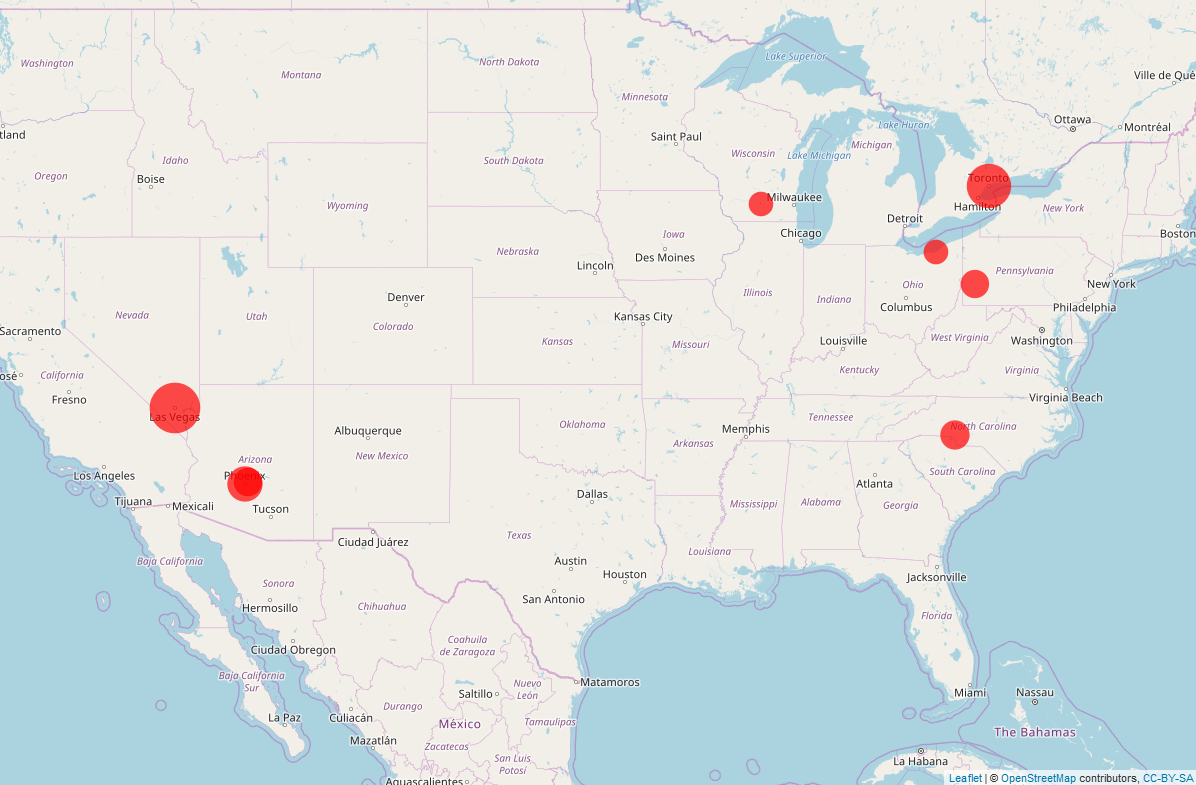 Lake Superior
Washington
Montana
North Dakota
Ville de Qué
Minnesota
Ottawa
Montréal
tland
Saint Paul
Lake Huron
Michigan
Wisconsin
Lake Michigan
Idaho
South Dakota
Oregon
Boise
Toronto
Milwaukee
Hamilton
New York
Wyoming
Detroit
Chicago
Boston
Iowa
Nebraska
Des Moines
Lincoln
Pennsylvania
Ohio
New York
Illinois
Indiana
Denver
Columbus
Philadelphia
Nevada
Utah
Kansas City
Colorado
Sacramento
Kansas
Missouri
Louisville
West Virginia
Washington
osé
California
Kentucky
Virginia
Fresno
Virginia Beach
Las Vegas
Tennessee
Oklahoma
North Carolina
Albuquerque
Memphis
Arkansas
New Mexico
Arizona
Los Angeles
Phoenix
South Carolina
Atlanta
Dallas
Tijuana
Mexicali
Tucson
Mississippi
Alabama
Georgia
Texas
Ciudad Juárez
Louisiana
Baja California
Austin
Houston
Jacksonville
Sonora
San Antonio
Hermosillo
Chihuahua
Florida
Coahuila
de Zaragoza
Ciudad Obregon
Baja California
Sur
Nuevo
León
Matamoros
Saltillo
Miami
Nassau
Durango
La Paz
Culiacán
México
Tamaulipas
The Bahamas
Mazatlán
Zacatecas
San Luis
Potosí
La Habana
Aguascalientes
Leaflet | © OpenStreetMap contributors, CC-BY-SA